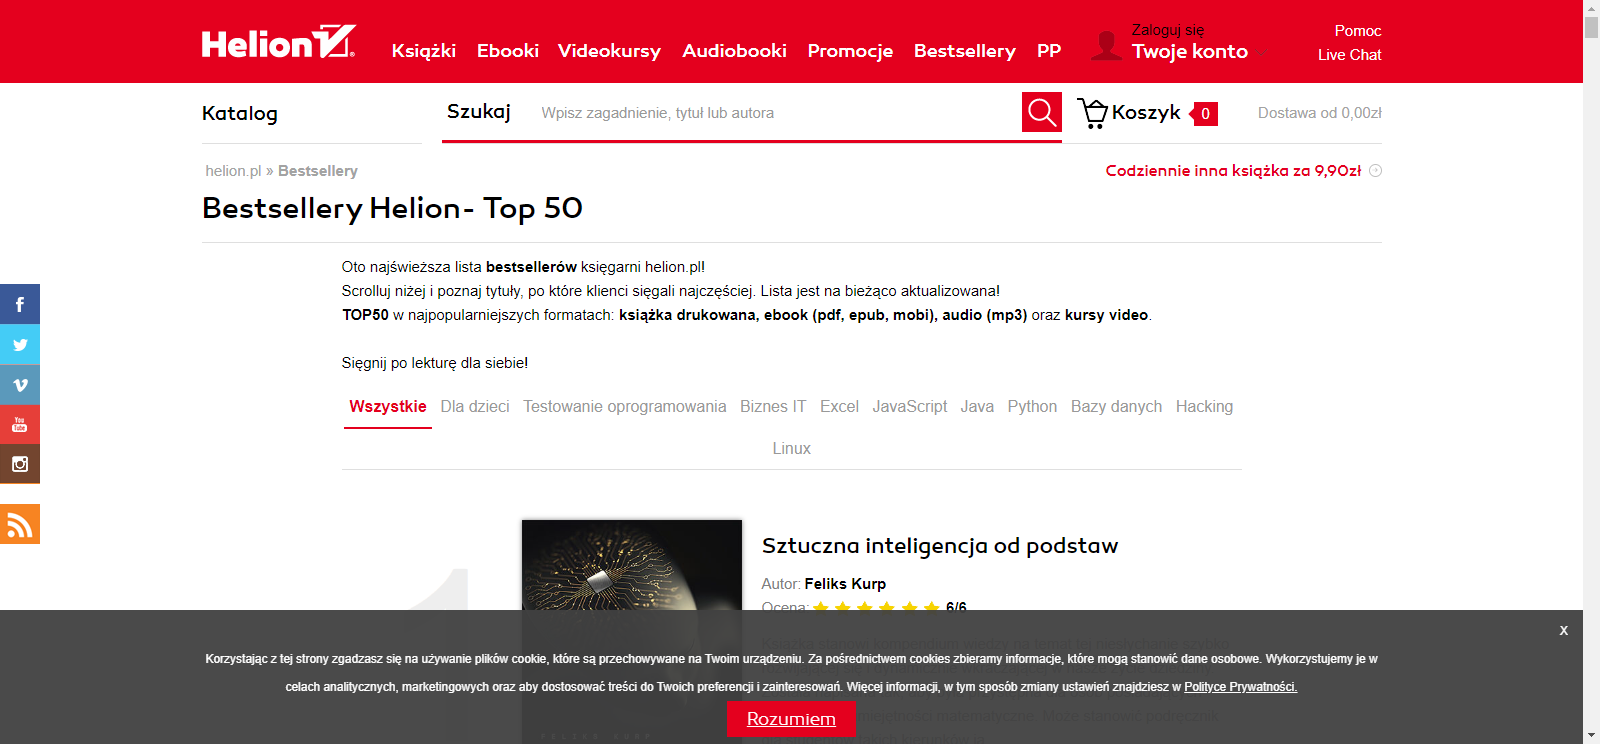 Helion
Książki Ebooki Videokursy Audiobooki Promocje Bestsellery PP
Zaloguj się
Twoje konto
Pomoc
Live Chat
Katalog
Szukaj Wpisz zagadnienie, tytuł lub autora
Koszyk 0
Dostawa od 0,00zł
helion.pl » Bestsellery
Codziennie inna książka za 9,90zł
Bestsellery Helion- Top 50
Oto najświeższa lista bestsellerów księgarni helion.pl!
Scrolluj niżej i poznaj tytuły, po które klienci sięgali najczęściej. Lista jest na bieżąco aktualizowana!
TOP50 w najpopularniejszych formatach: książka drukowana, ebook (pdf, epub, mobi), audio (mp3) oraz kursy video.
Sięgnij po lekturę dla siebie!
Wszystkie Dla dzieci Testowanie oprogramowania Biznes IT Excel JavaScript Java Python Bazy danych Hacking
Linux
1
Sztuczna inteligencja od podstaw
Autor: Feliks Kurp
Ocena: 6/6
x
Korzystając z tej strony zgadzasz się na używanie plików cookie, które są przechowywane na Twoim urządzeniu. Za pośrednictwem cookies zbieramy informacje, które mogą stanowić dane osobowe. Wykorzystujemy je w
celach analitycznych, marketingowych oraz aby dostosować treści do Twoich preferencji i zainteresowań. Więcej informacji, w tym sposób zmiany ustawień znajdziesz w Polityce Prywatności.
Rozumiem
You
Tube